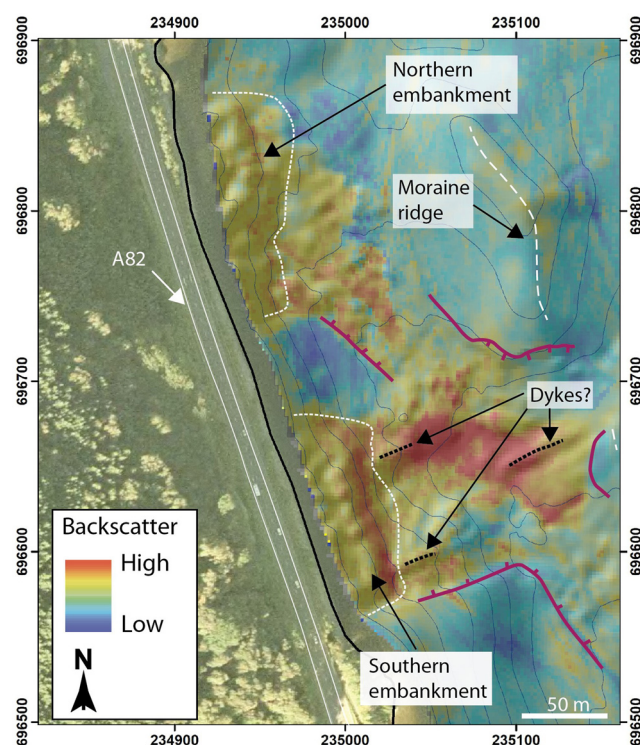 234900 235000 235100
696900
696900
Northern
embankment
696800
696800
Moraine
ridge
A82
696700
696700
Dykes?
696600
696600
Backscatter
High
Low
N
Southern
embankment
50 m
696500
696500
234900 235000 235100